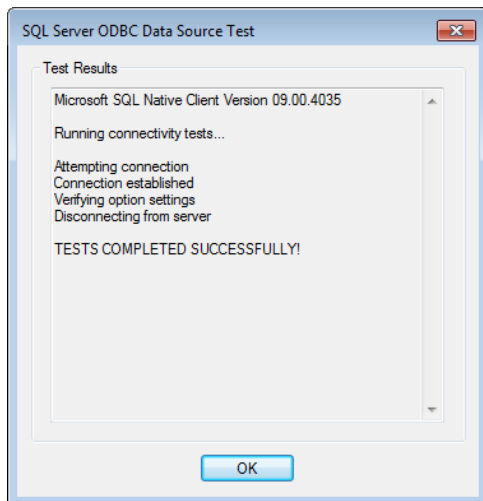 SQL Server ODBC Data Source Test
Test Results
Microsoft SQL Native Client Version 09.00.4035
Running connectivity tests...
Attempting connection
Connection established
Verifying option settings
Disconnecting from server
TESTS COMPLETED SUCCESSFULLY!
OK